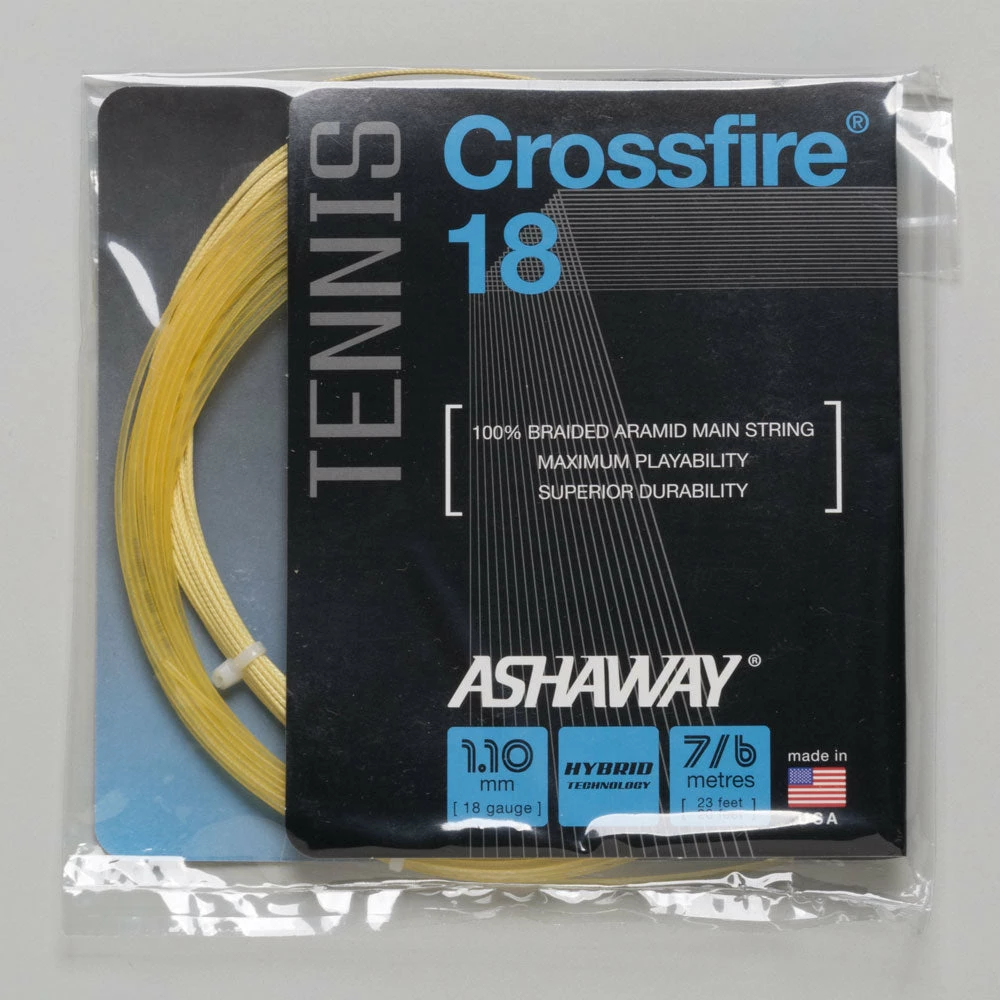 TENNIS
Crossfire®
18
100% BRAIDED ARAMID MAIN STRING
MAXIMUM PLAYABILITY
SUPERIOR DURABILITY
ASHAWAY®
1.10
mm
[ 18 gauge ]
HYBRID
TECHNOLOGY
7/6
metres
[ 23 feet ]
made in
USA